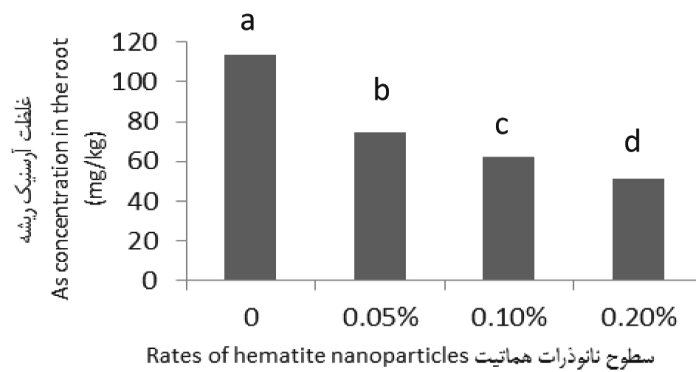 غلظت آرسنیک ریشه
As concentration in the root
(mg/kg)
120
100
80
60
40
20
0
a
b
c
d
0 0.05% 0.10% 0.20%
Rates of hematite nanoparticles سطوح نانوذرات هماتیت